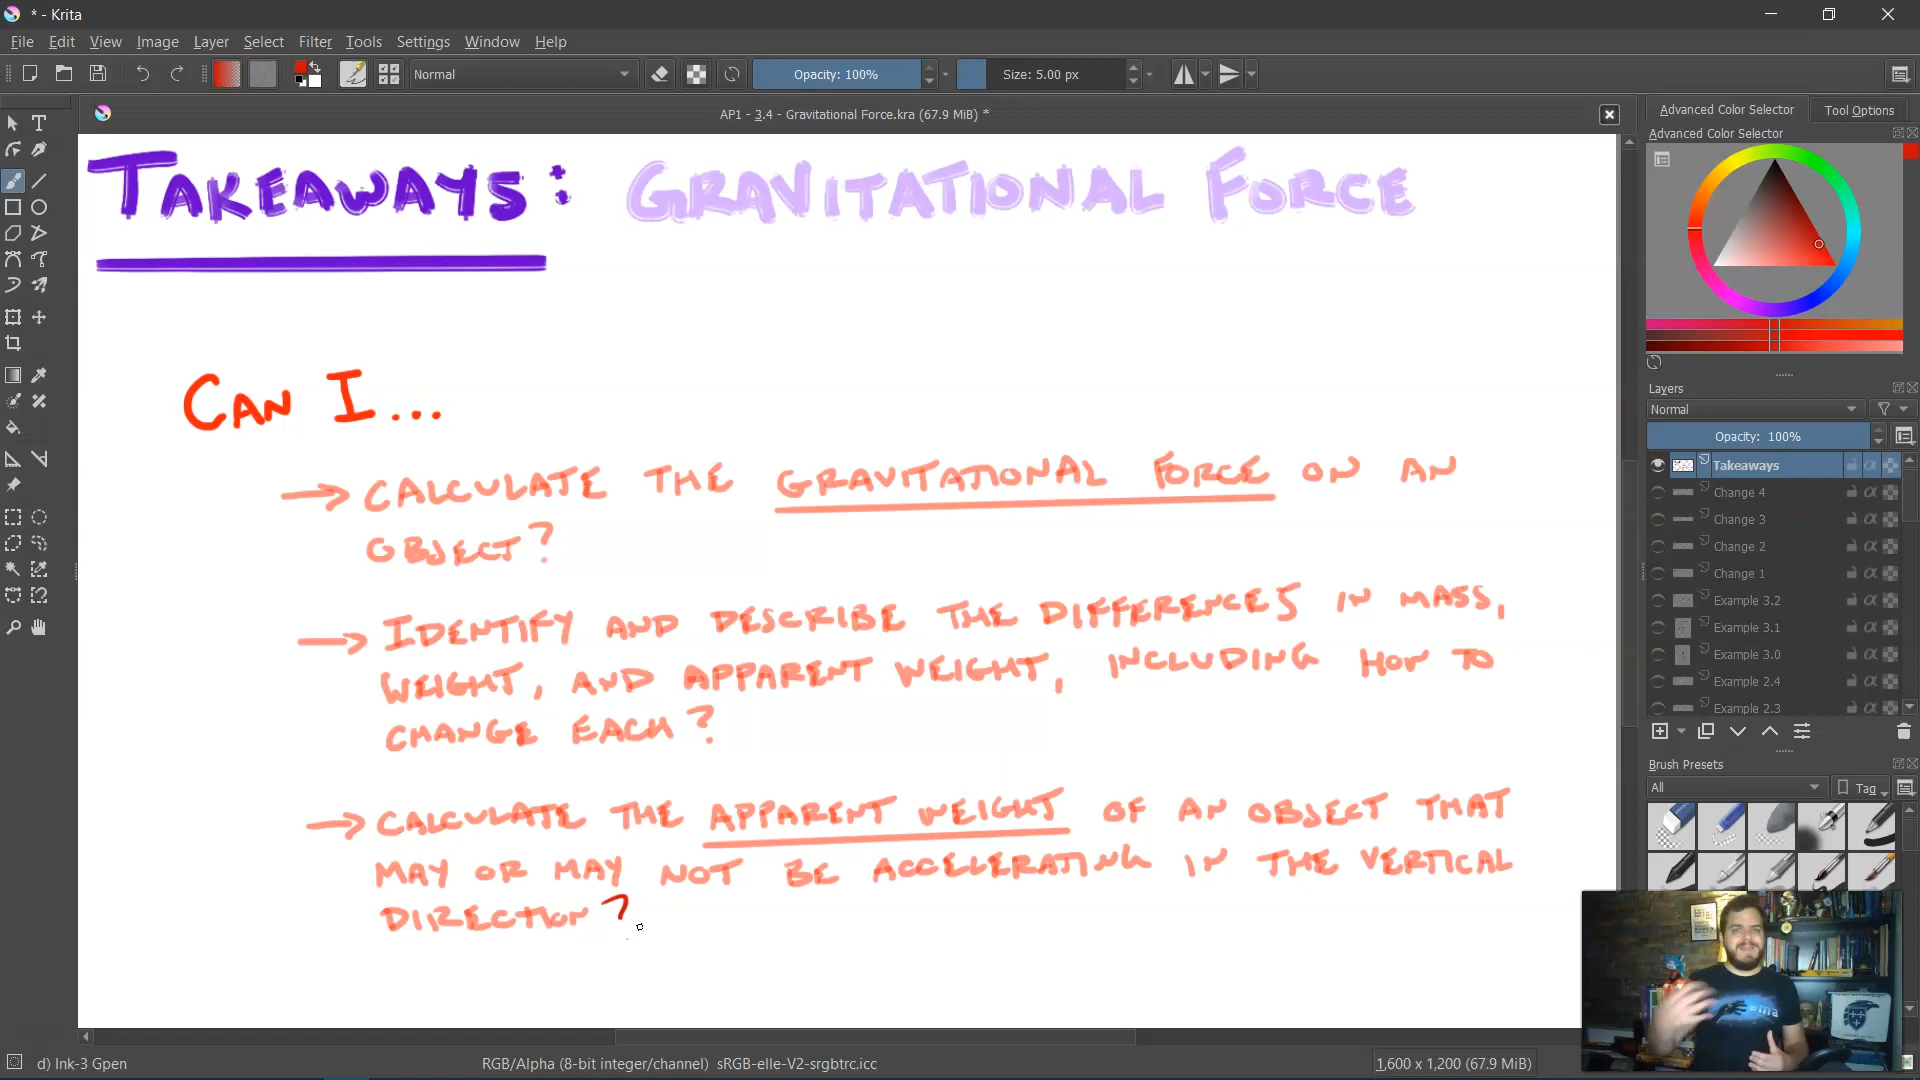 * - Krita
File Edit View Image Layer Select Filter Tools Settings Window Help
Normal Opacity: 100% Size: 5.00 px
AP1 - 3.4 - Gravitational Force.kra (67.9 MiB) *
TAKEAWAYS: GRAVITATIONAL FORCE
CAN I...
→ CALCULATE THE GRAVITATIONAL FORCE ON AN
OBJECT?
→ IDENTIFY AND DESCRIBE THE DIFFERENCES IN MASS,
WEIGHT, AND APPARENT WEIGHT, INCLUDING HOW TO
CHANGE EACH?
→ CALCULATE THE APPARENT WEIGHT OF AN OBJECT THAT
MAY OR MAY NOT BE ACCELERATING IN THE VERTICAL
DIRECTION?
Advanced Color Selector Tool Options
Advanced Color Selector
Layers
Normal
Opacity: 100%
Takeaways
Change 4
Change 3
Change 2
Change 1
Example 3.2
Example 3.1
Example 3.0
Example 2.4
Example 2.3
Brush Presets
All Tag
d) Ink-3 Gpen RGB/Alpha (8-bit integer/channel) sRGB-elle-V2-srgbtrc.icc 1,600 x 1,200 (67.9 MiB)